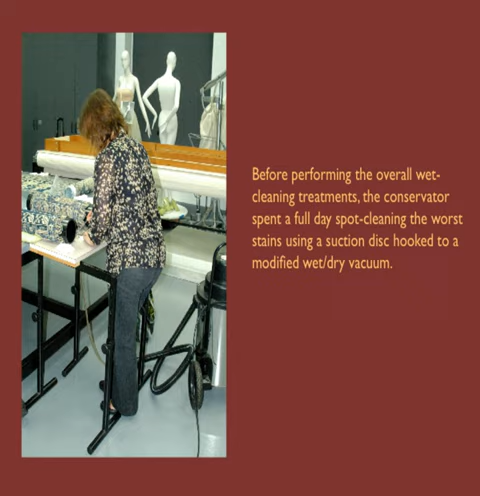 Before performing the overall wet-
cleaning treatments, the conservator
spent a full day spot-cleaning the worst
stains using a suction disc hooked to a
modified wet/dry vacuum.